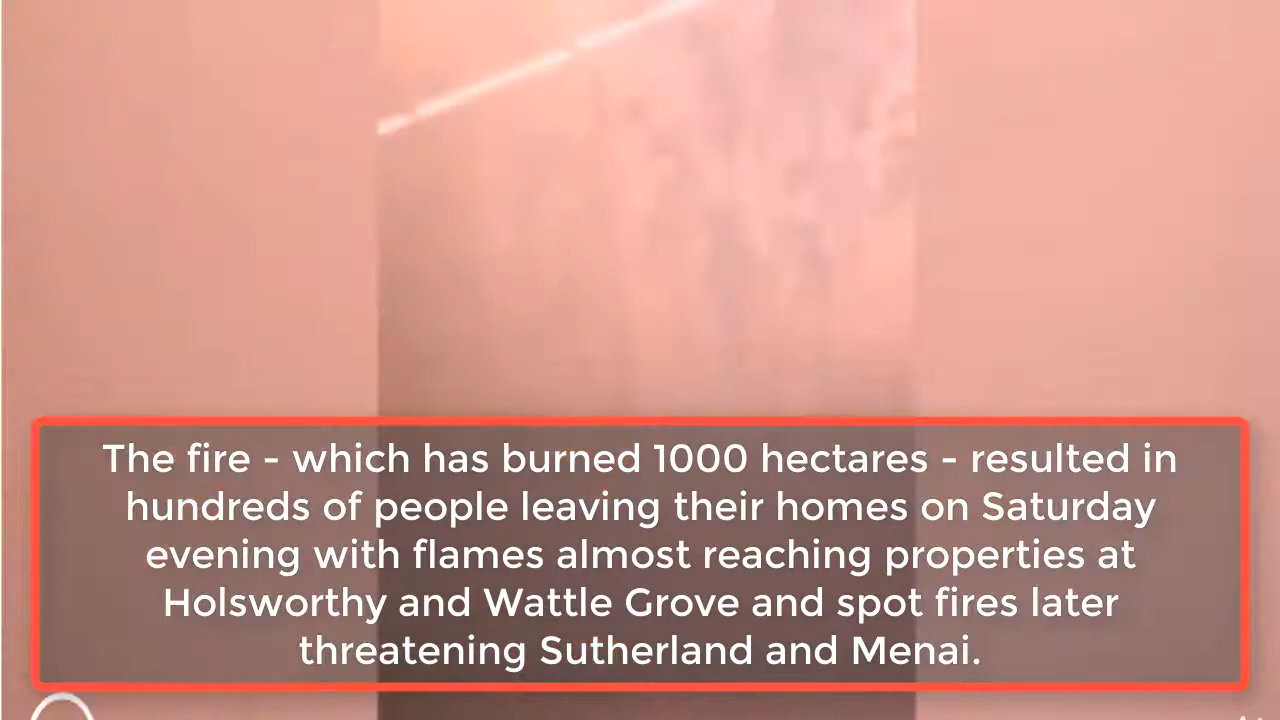 The fire - which has burned 1000 hectares - resulted in
hundreds of people leaving their homes on Saturday
evening with flames almost reaching properties at
Holsworthy and Wattle Grove and spot fires later
threatening Sutherland and Menai.